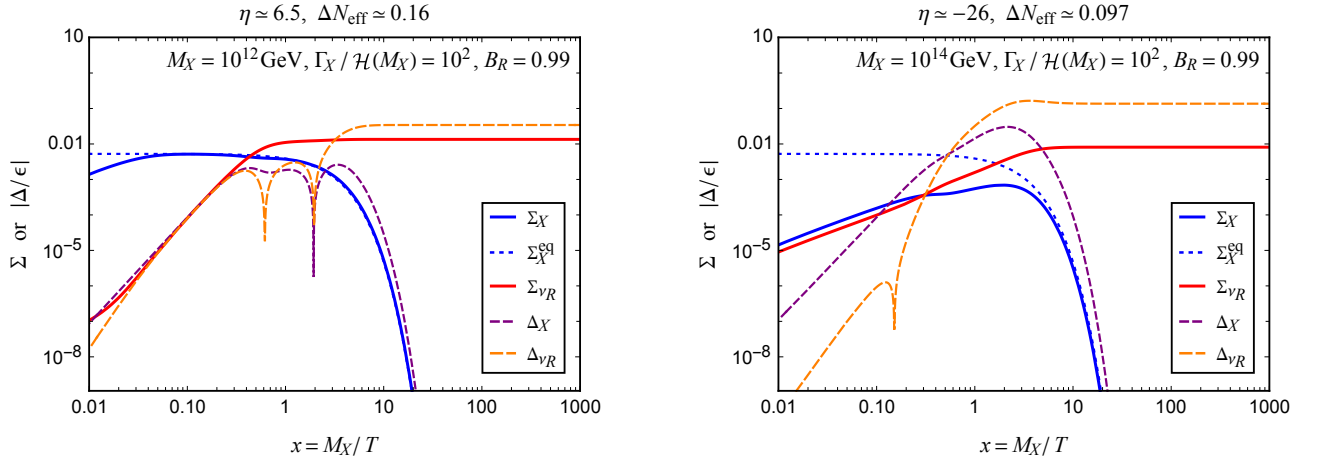 η ≃ 6.5, ΔN_eff ≃ 0.16
M_X = 10^12 GeV, Γ_X / ℋ(M_X) = 10^2, B_R = 0.99
Σ or |Δ/ϵ|
10
0.01
10^-5
10^-8
Σ_X
Σ_X^eq
Σ_νR
Δ_X
Δ_νR
0.01 0.10 1 10 100 1000
x = M_X / T
η ≃ −26, ΔN_eff ≃ 0.097
M_X = 10^14 GeV, Γ_X / ℋ(M_X) = 10^2, B_R = 0.99
Σ or |Δ/ϵ|
10
0.01
10^-5
10^-8
Σ_X
Σ_X^eq
Σ_νR
Δ_X
Δ_νR
0.01 0.10 1 10 100 1000
x = M_X / T